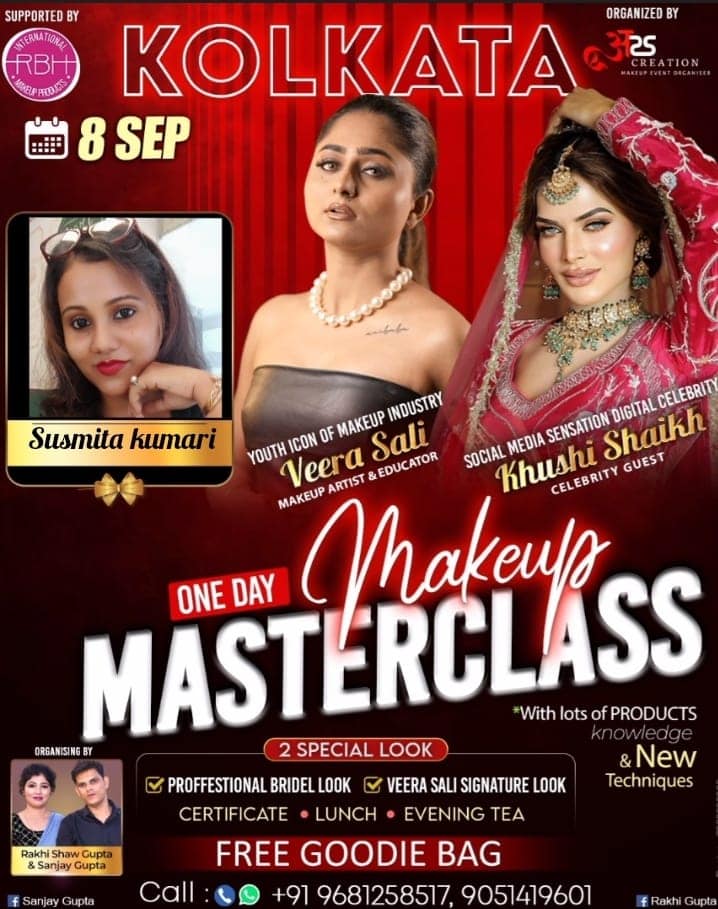 SUPPORTED BY
INTERNATIONAL
RBH
MAKEUP PRODUCTS
KOLKATA
ORGANIZED BY
CREATION
MAKEUP EVENT ORGANISER
8 SEP
Susmita kumari
YOUTH ICON OF MAKEUP INDUSTRY
Veera Sali
MAKEUP ARTIST & EDUCATOR
SOCIAL MEDIA SENSATION DIGITAL CELEBRITY
Khushi Shaikh
CELEBRITY GUEST
ONE DAY
Makeup
MASTERCLASS
*With lots of PRODUCTS
knowledge
& New
Techniques
ORGANISING BY
Rakhi Shaw Gupta
& Sanjay Gupta
2 SPECIAL LOOK
PROFFESTIONAL BRIDEL LOOK VEERA SALI SIGNATURE LOOK
CERTIFICATE • LUNCH • EVENING TEA
FREE GOODIE BAG
Call : +91 9681258517, 9051419601
Sanjay Gupta
Rakhi Gupta